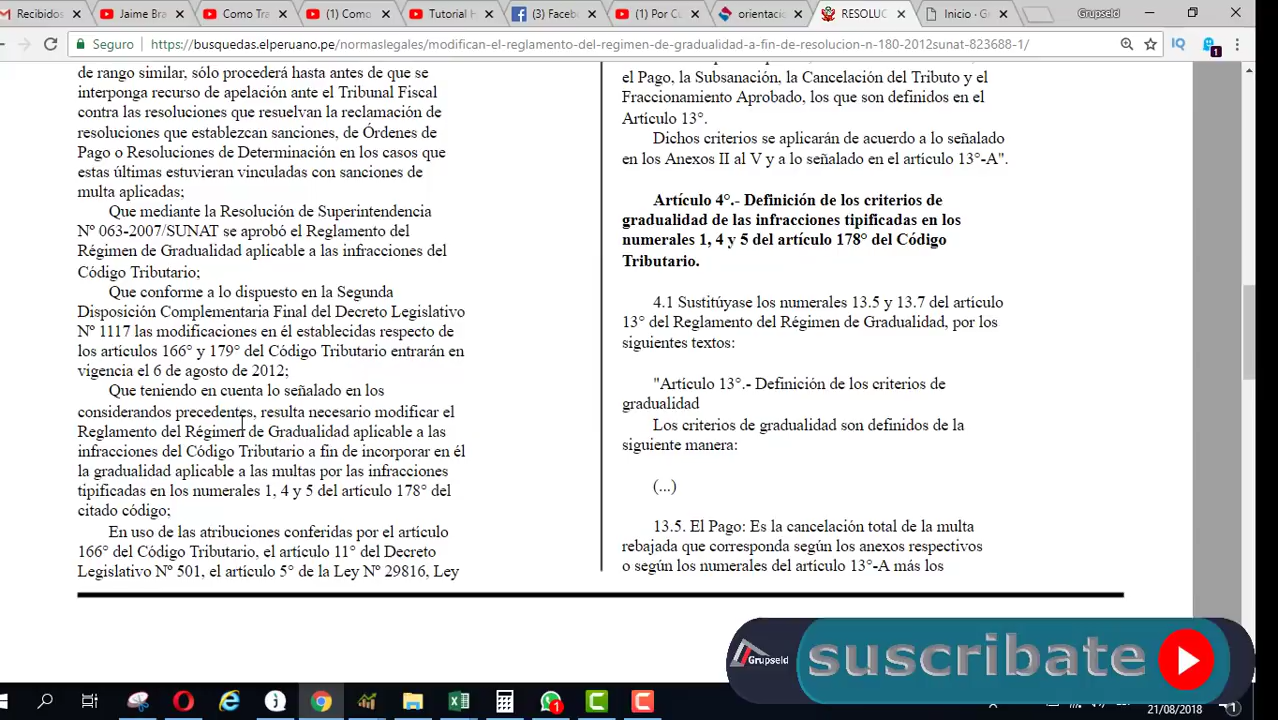 Recibidos
Jaime Bra
Como Tra
(1) Como
Tutorial H
(3) Faceb
(1) Por Cu
orientacio
RESOLUC
Inicio - G
Grupseld
Seguro
https://busquedas.elperuano.pe/normaslegales/modifican-el-reglamento-del-regimen-de-gradualidad-a-fin-de-resolucion-n-180-2012sunat-823688-1/
de rango similar, sólo procederá hasta antes de que se
interponga recurso de apelación ante el Tribunal Fiscal
contra las resoluciones que resuelvan la reclamación de
resoluciones que establezcan sanciones, de Órdenes de
Pago o Resoluciones de Determinación en los casos que
estas últimas estuvieran vinculadas con sanciones de
multa aplicadas;
Que mediante la Resolución de Superintendencia
N° 063-2007/SUNAT se aprobó el Reglamento del
Régimen de Gradualidad aplicable a las infracciones del
Código Tributario;
Que conforme a lo dispuesto en la Segunda
Disposición Complementaria Final del Decreto Legislativo
N° 1117 las modificaciones en él establecidas respecto de
los artículos 166° y 179° del Código Tributario entrarán en
vigencia el 6 de agosto de 2012;
Que teniendo en cuenta lo señalado en los
considerandos precedentes, resulta necesario modificar el
Reglamento del Régimen de Gradualidad aplicable a las
infracciones del Código Tributario a fin de incorporar en él
la gradualidad aplicable a las multas por las infracciones
tipificadas en los numerales 1, 4 y 5 del artículo 178° del
citado código;
En uso de las atribuciones conferidas por el artículo
166° del Código Tributario, el artículo 11° del Decreto
Legislativo N° 501, el artículo 5° de la Ley N° 29816, Ley
el Pago, la Subsanación, la Cancelación del Tributo y el
Fraccionamiento Aprobado, los que son definidos en el
Artículo 13°.
Dichos criterios se aplicarán de acuerdo a lo señalado
en los Anexos II al V y a lo señalado en el artículo 13°-A".
Artículo 4°.- Definición de los criterios de
gradualidad de las infracciones tipificadas en los
numerales 1, 4 y 5 del artículo 178° del Código
Tributario.
4.1 Sustitúyase los numerales 13.5 y 13.7 del artículo
13° del Reglamento del Régimen de Gradualidad, por los
siguientes textos:
"Artículo 13°.- Definición de los criterios de
gradualidad
Los criterios de gradualidad son definidos de la
siguiente manera:
(...)
13.5. El Pago: Es la cancelación total de la multa
rebajada que corresponda según los anexos respectivos
o según los numerales del artículo 13°-A más los
Grupseld
suscribate
21/08/2018